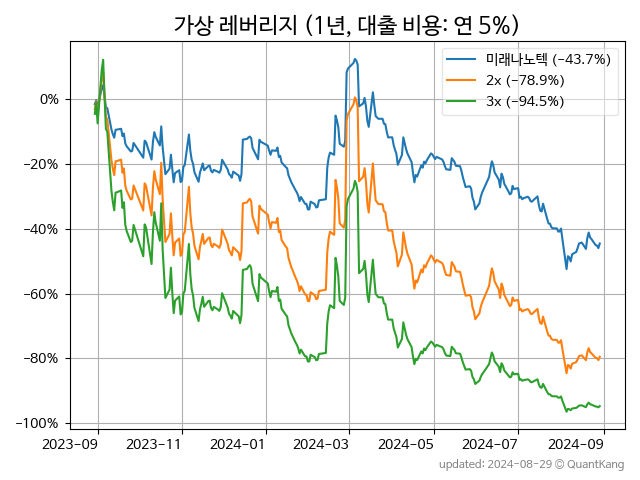 가상 레버리지 (1년, 대출 비용: 연 5%)
미래나노텍 (−43.7%)
2x (−78.9%)
3x (−94.5%)
0%
−20%
−40%
−60%
−80%
−100%
2023−09 2023−11 2024−01 2024−03 2024−05 2024−07 2024−09
updated: 2024-08-29 © QuantKang